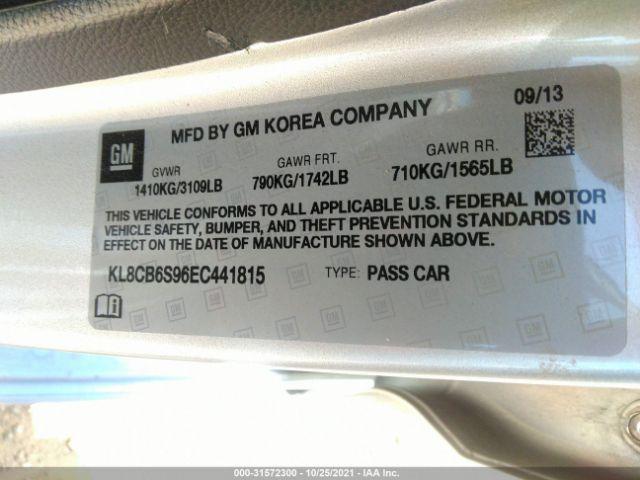 09/13
MFD BY GM KOREA COMPANY
GM
GVWR GAWR FRT. GAWR RR.
1410KG/3109LB 790KG/1742LB 710KG/1565LB
THIS VEHICLE CONFORMS TO ALL APPLICABLE U.S. FEDERAL MOTOR
VEHICLE SAFETY, BUMPER, AND THEFT PREVENTION STANDARDS IN
EFFECT ON THE DATE OF MANUFACTURE SHOWN ABOVE.
KL8CB6S96EC441815 TYPE: PASS CAR
000-31572300 - 10/25/2021 - IAA Inc.